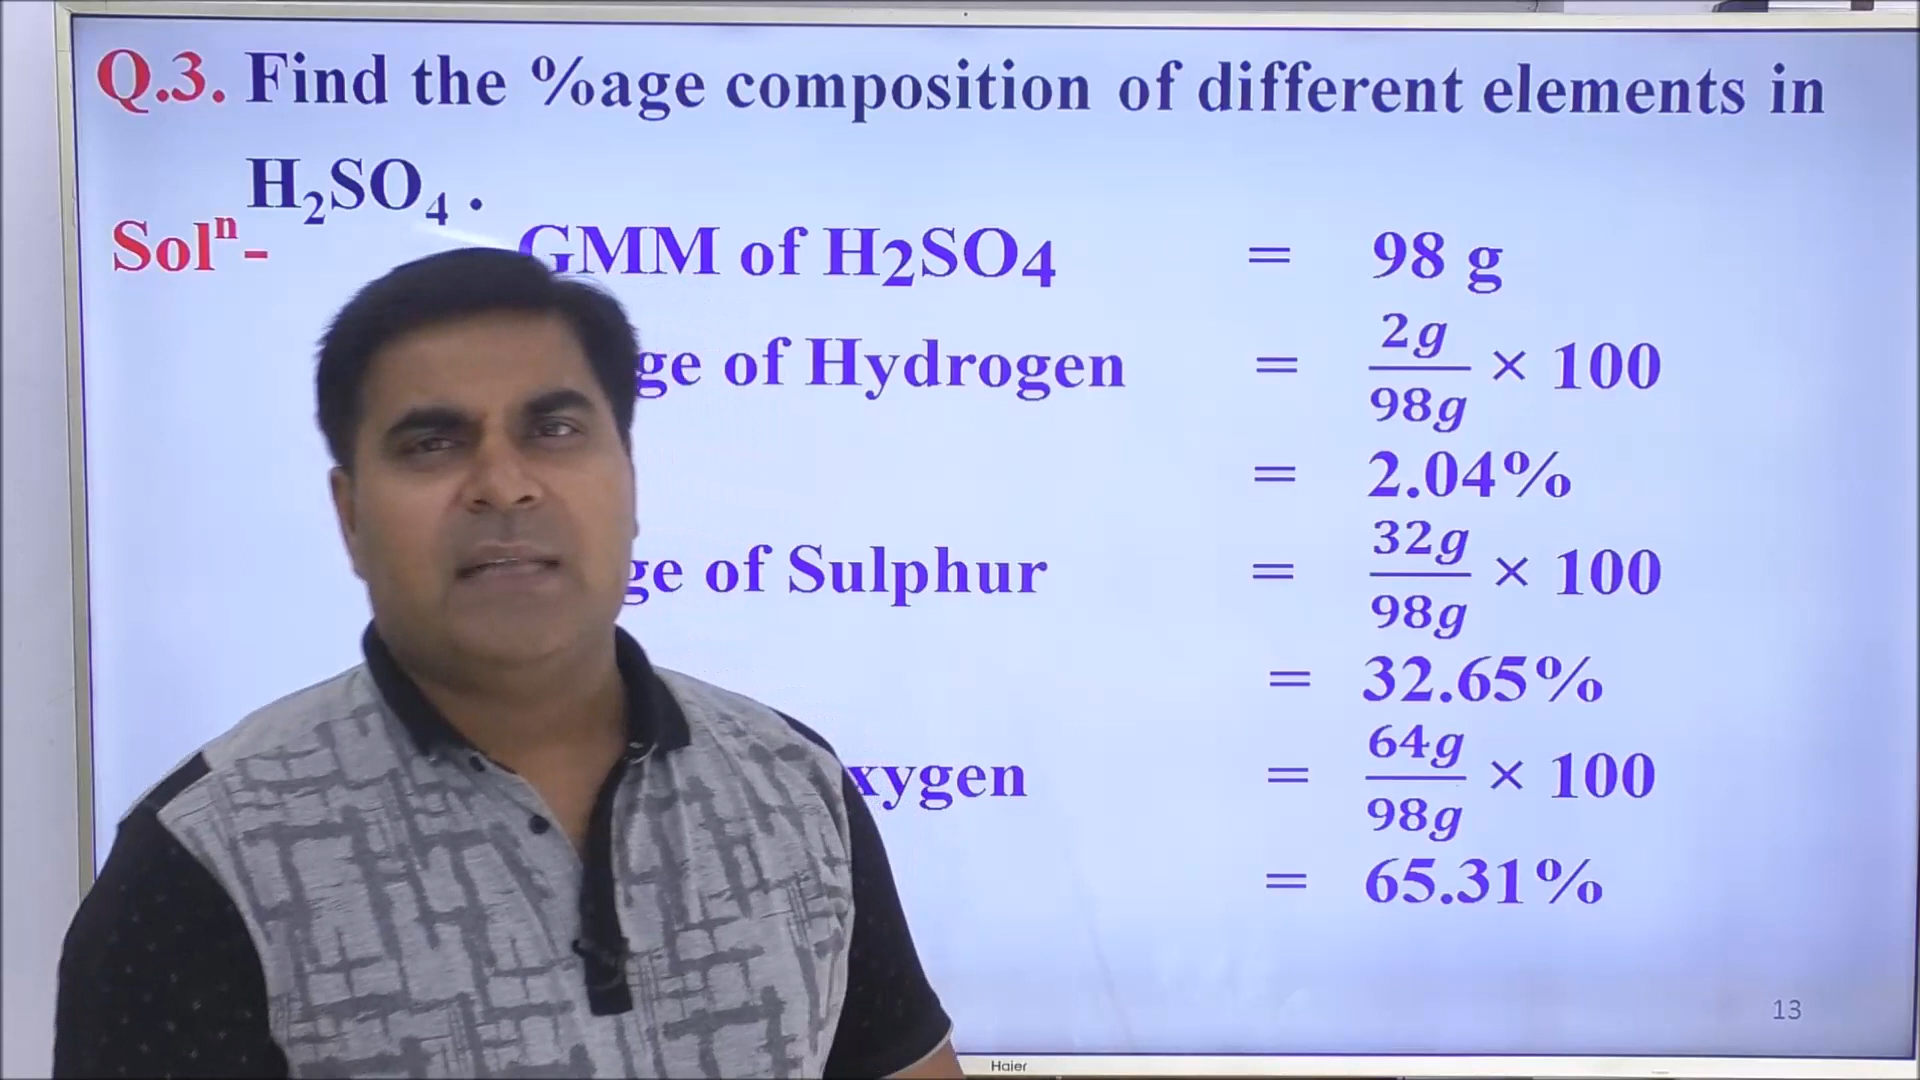 Q.3. Find the %age composition of different elements in
H₂SO₄ .
Solⁿ- GMM of H2SO4 = 98 g
ge of Hydrogen = 2g/98g × 100
= 2.04%
ge of Sulphur = 32g/98g × 100
= 32.65%
xygen = 64g/98g × 100
= 65.31%
13
Haier